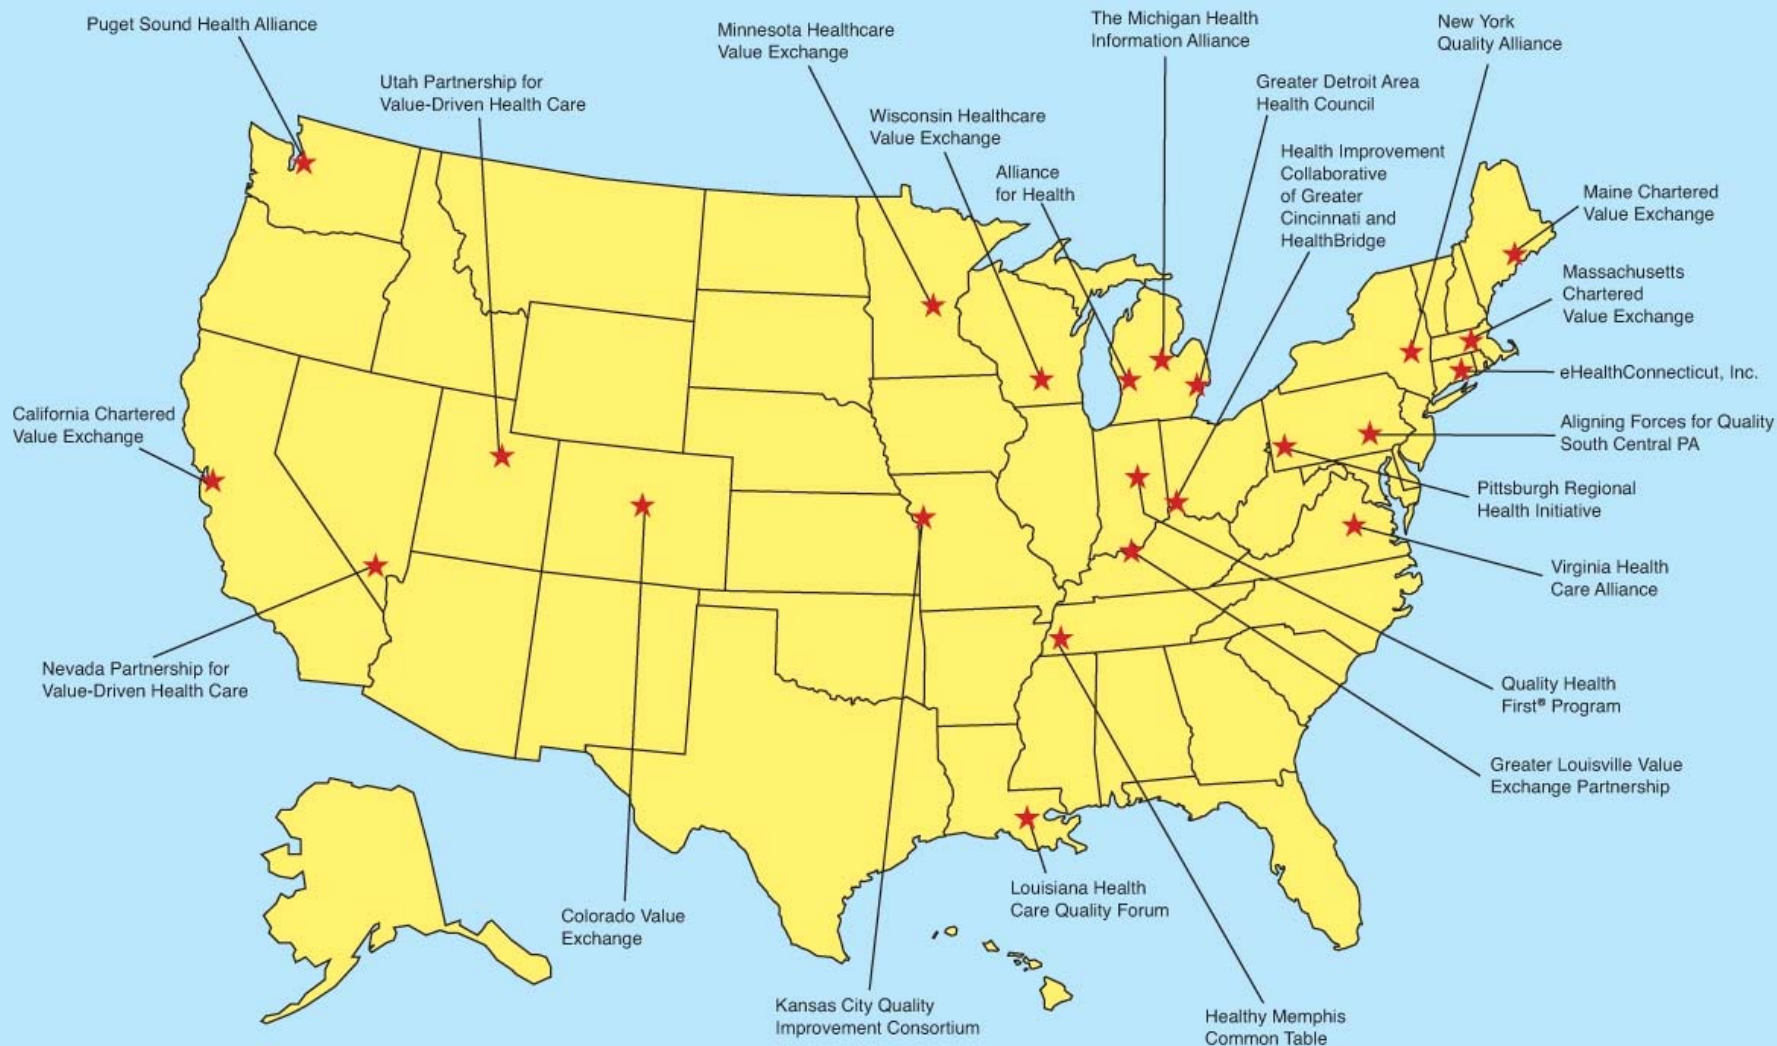 Puget Sound Health Alliance
Utah Partnership for
Value-Driven Health Care
Minnesota Healthcare
Value Exchange
Wisconsin Healthcare
Value Exchange
Alliance
for Health
The Michigan Health
Information Alliance
Greater Detroit Area
Health Council
Health Improvement
Collaborative
of Greater
Cincinnati and
HealthBridge
New York
Quality Alliance
Maine Chartered
Value Exchange
Massachusetts
Chartered
Value Exchange
eHealthConnecticut, Inc.
Aligning Forces for Quality
South Central PA
Pittsburgh Regional
Health Initiative
Virginia Health
Care Alliance
Quality Health
First® Program
Greater Louisville Value
Exchange Partnership
California Chartered
Value Exchange
Nevada Partnership for
Value-Driven Health Care
Colorado Value
Exchange
Kansas City Quality
Improvement Consortium
Louisiana Health
Care Quality Forum
Healthy Memphis
Common Table